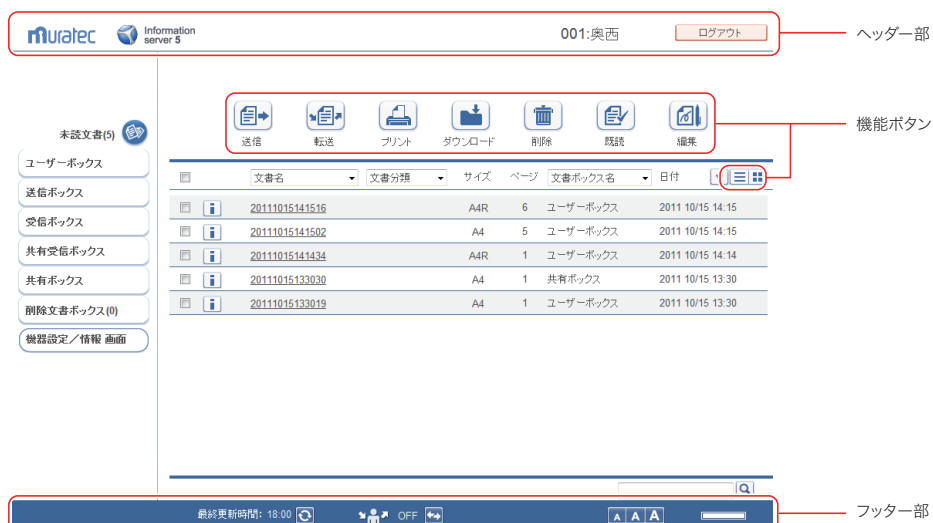 muratec Information server 5 001:奥西 ログアウト ヘッダー部
機能ボタン
送信 転送 プリント ダウンロード 削除 既読 編集
未読文書(5)
ユーザーボックス
送信ボックス
受信ボックス
共有受信ボックス
共有ボックス
削除文書ボックス(0)
機器設定／情報 画面
文書名 文書分類 サイズ ページ 文書ボックス名 日付
20111015141516 A4R 6 ユーザーボックス 2011 10/15 14:15
20111015141502 A4 5 ユーザーボックス 2011 10/15 14:15
20111015141434 A4R 1 ユーザーボックス 2011 10/15 14:14
20111015133030 A4 1 共有ボックス 2011 10/15 13:30
20111015133019 A4 1 ユーザーボックス 2011 10/15 13:30
最終更新時間: 18:00 OFF A A A フッター部